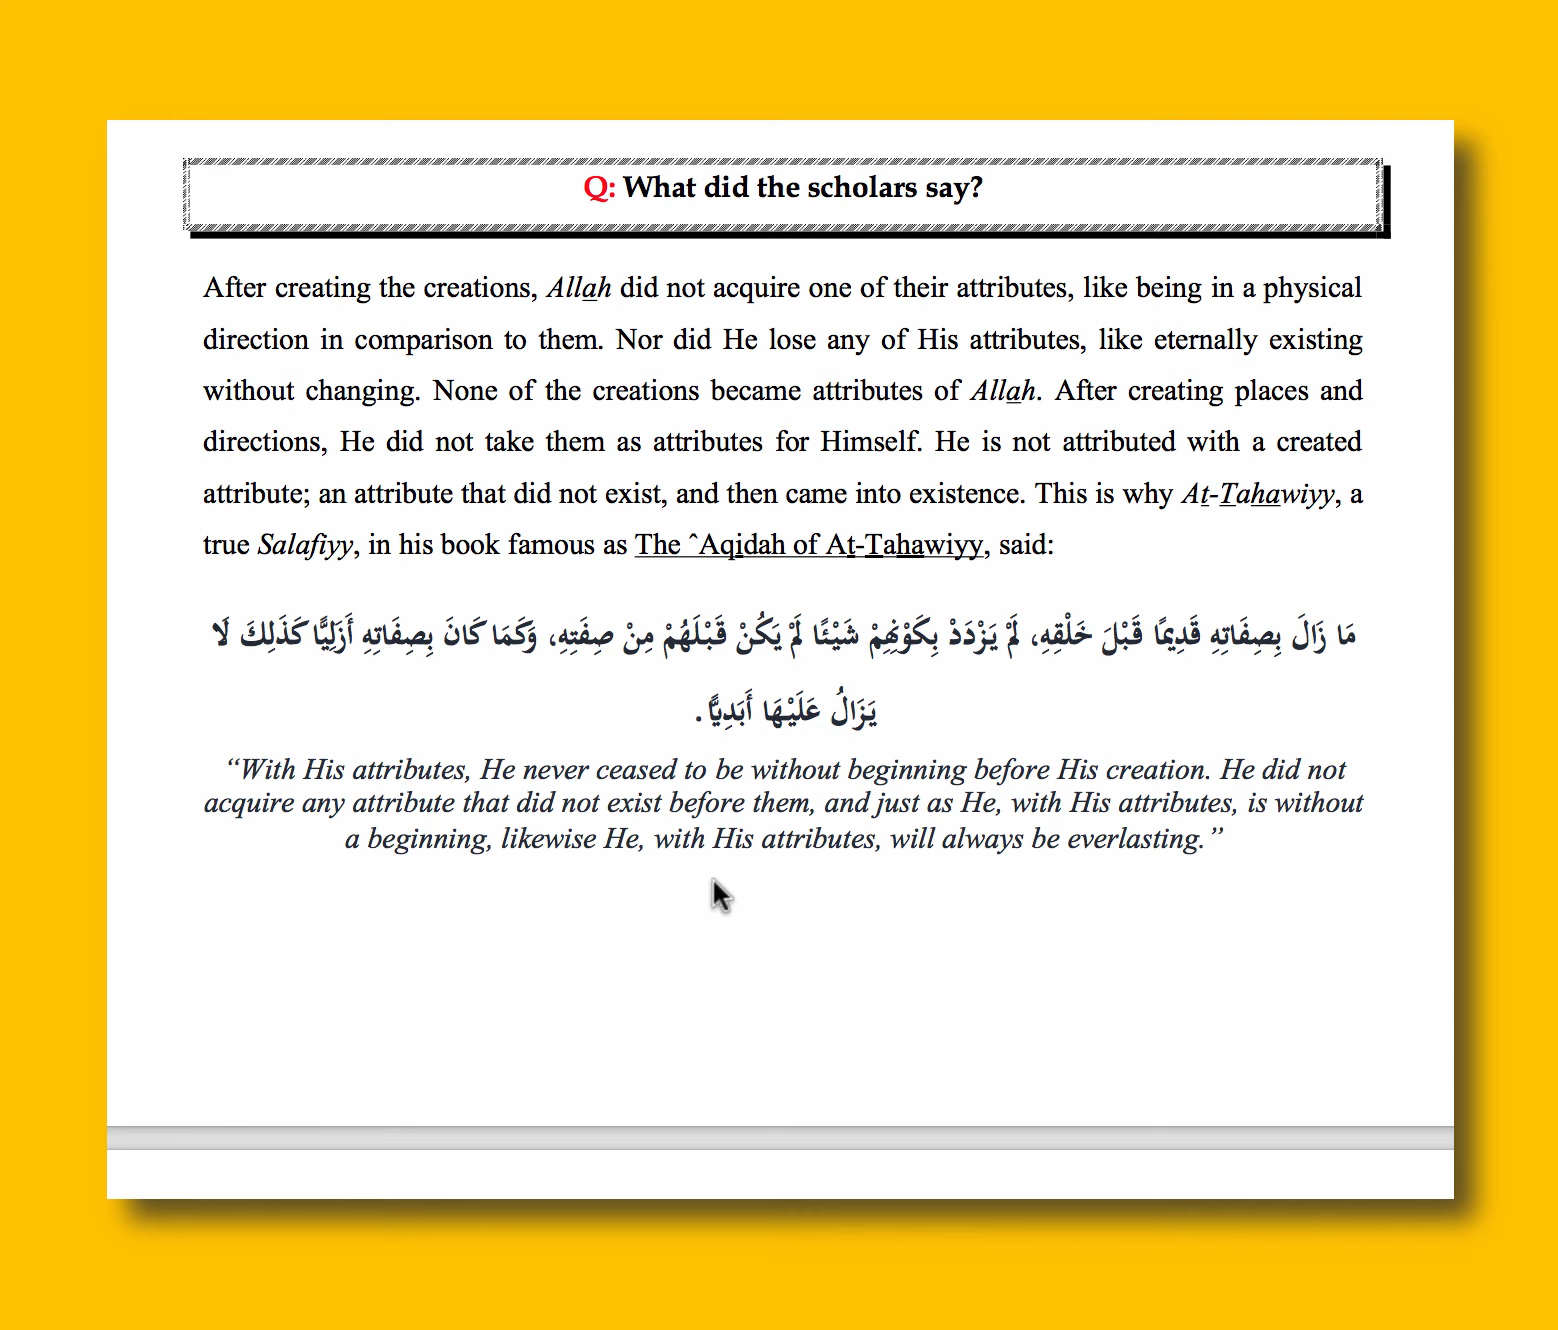 Q: What did the scholars say?
After creating the creations, Allah did not acquire one of their attributes, like being in a physical
direction in comparison to them. Nor did He lose any of His attributes, like eternally existing
without changing. None of the creations became attributes of Allah. After creating places and
directions, He did not take them as attributes for Himself. He is not attributed with a created
attribute; an attribute that did not exist, and then came into existence. This is why At-Tahawiyy, a
true Salafiyy, in his book famous as The ˆAqidah of At-Tahawiyy, said:
مَا زَالَ بِصِفَاتِهِ قَدِيمًا قَبْلَ خَلْقِهِ، لَمْ يَزْدَدْ بِكَوْنِهِمْ شَيْئًا لَمْ يَكُنْ قَبْلَهُمْ مِنْ صِفَتِهِ، وَكَمَا كَانَ بِصِفَاتِهِ أَزَلِيًّا كَذَلِكَ لَا
يَزَالُ عَلَيْهَا أَبَدِيًّا.
“With His attributes, He never ceased to be without beginning before His creation. He did not
acquire any attribute that did not exist before them, and just as He, with His attributes, is without
a beginning, likewise He, with His attributes, will always be everlasting.”